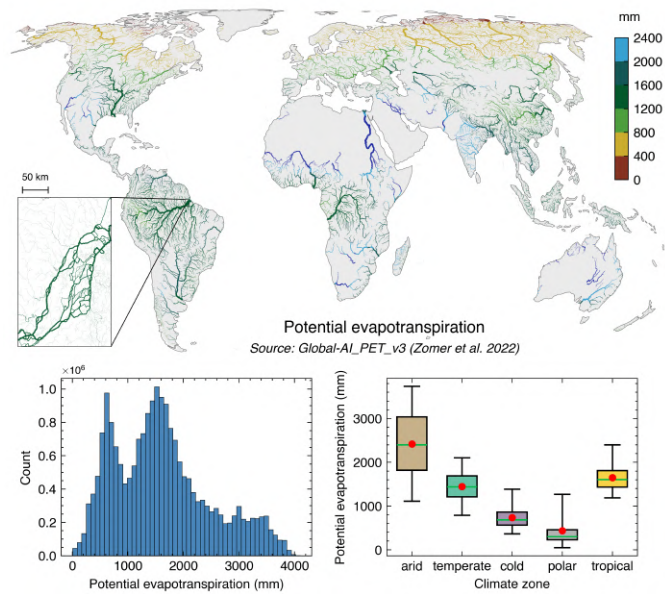 mm
2400
2000
1600
1200
800
400
0
50 km
Potential evapotranspiration
Source: Global-AI_PET_v3 (Zomer et al. 2022)
×10⁶
1.0
0.8
0.6
0.4
0.2
0.0
Count
0 1000 2000 3000 4000
Potential evapotranspiration (mm)
Potential evapotranspiration (mm)
3000
2000
1000
0
arid temperate cold polar tropical
Climate zone